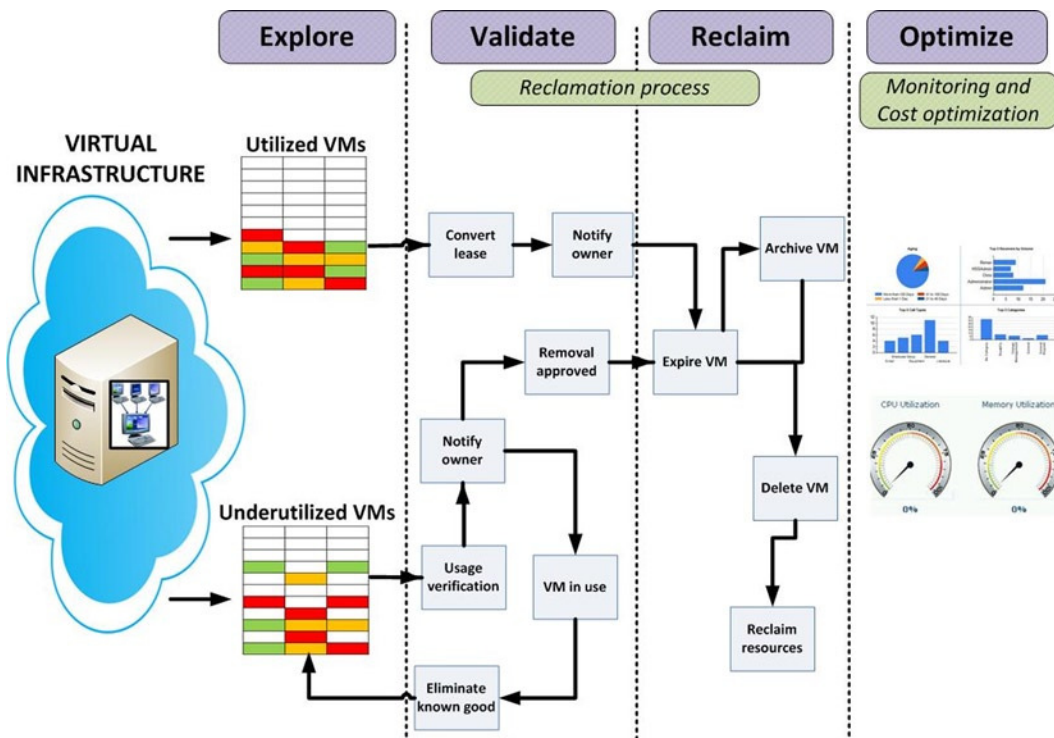 Explore
Validate
Reclaim
Optimize
Reclamation process
Monitoring and
Cost optimization
VIRTUAL
INFRASTRUCTURE
Utilized VMs
Convert
lease
Notify
owner
Archive VM
Removal
approved
Expire VM
Notify
owner
Delete VM
Underutilized VMs
Usage
verification
VM in use
Reclaim
resources
Eliminate
known good
Aging
CPU Utilization
Memory Utilization
0%
0%